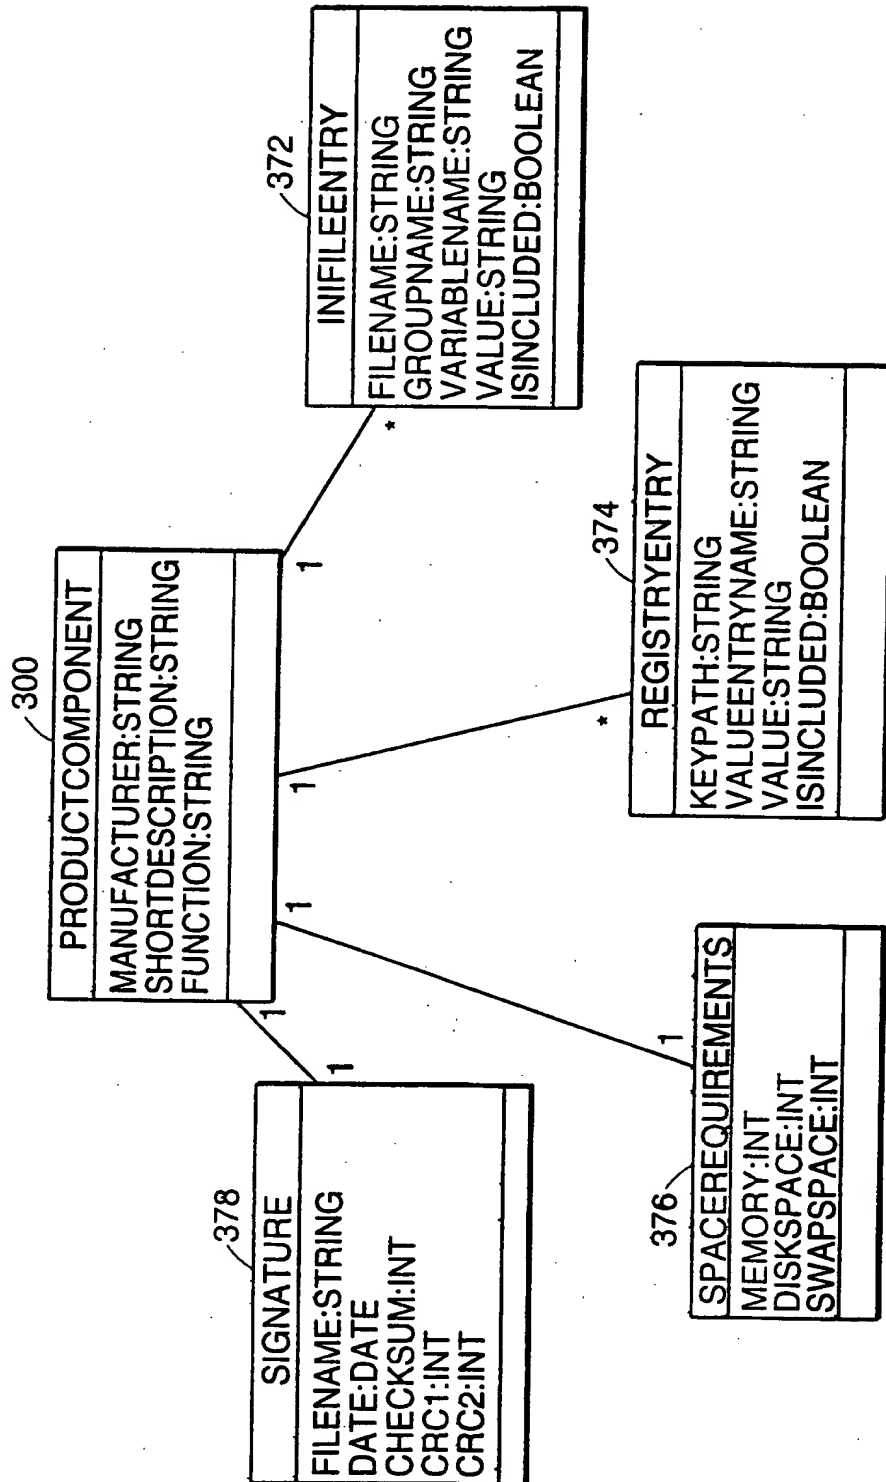 300
PRODUCTCOMPONENT
MANUFACTURER:STRING
SHORTDESCRIPTION:STRING
FUNCTION:STRING
1
1
1
1
378
SIGNATURE
FILENAME:STRING
DATE:DATE
CHECKSUM:INT
CRC1:INT
CRC2:INT
1
376
SPACEREQUIREMENTS
MEMORY:INT
DISKSPACE:INT
SWAPSPACE:INT
1
374
REGISTRYENTRY
KEYPATH:STRING
VALUEENTRYNAME:STRING
VALUE:STRING
ISINCLUDED:BOOLEAN
*
372
INIFILEENTRY
FILENAME:STRING
GROUPNAME:STRING
VARIABLENAME:STRING
VALUE:STRING
ISINCLUDED:BOOLEAN
*